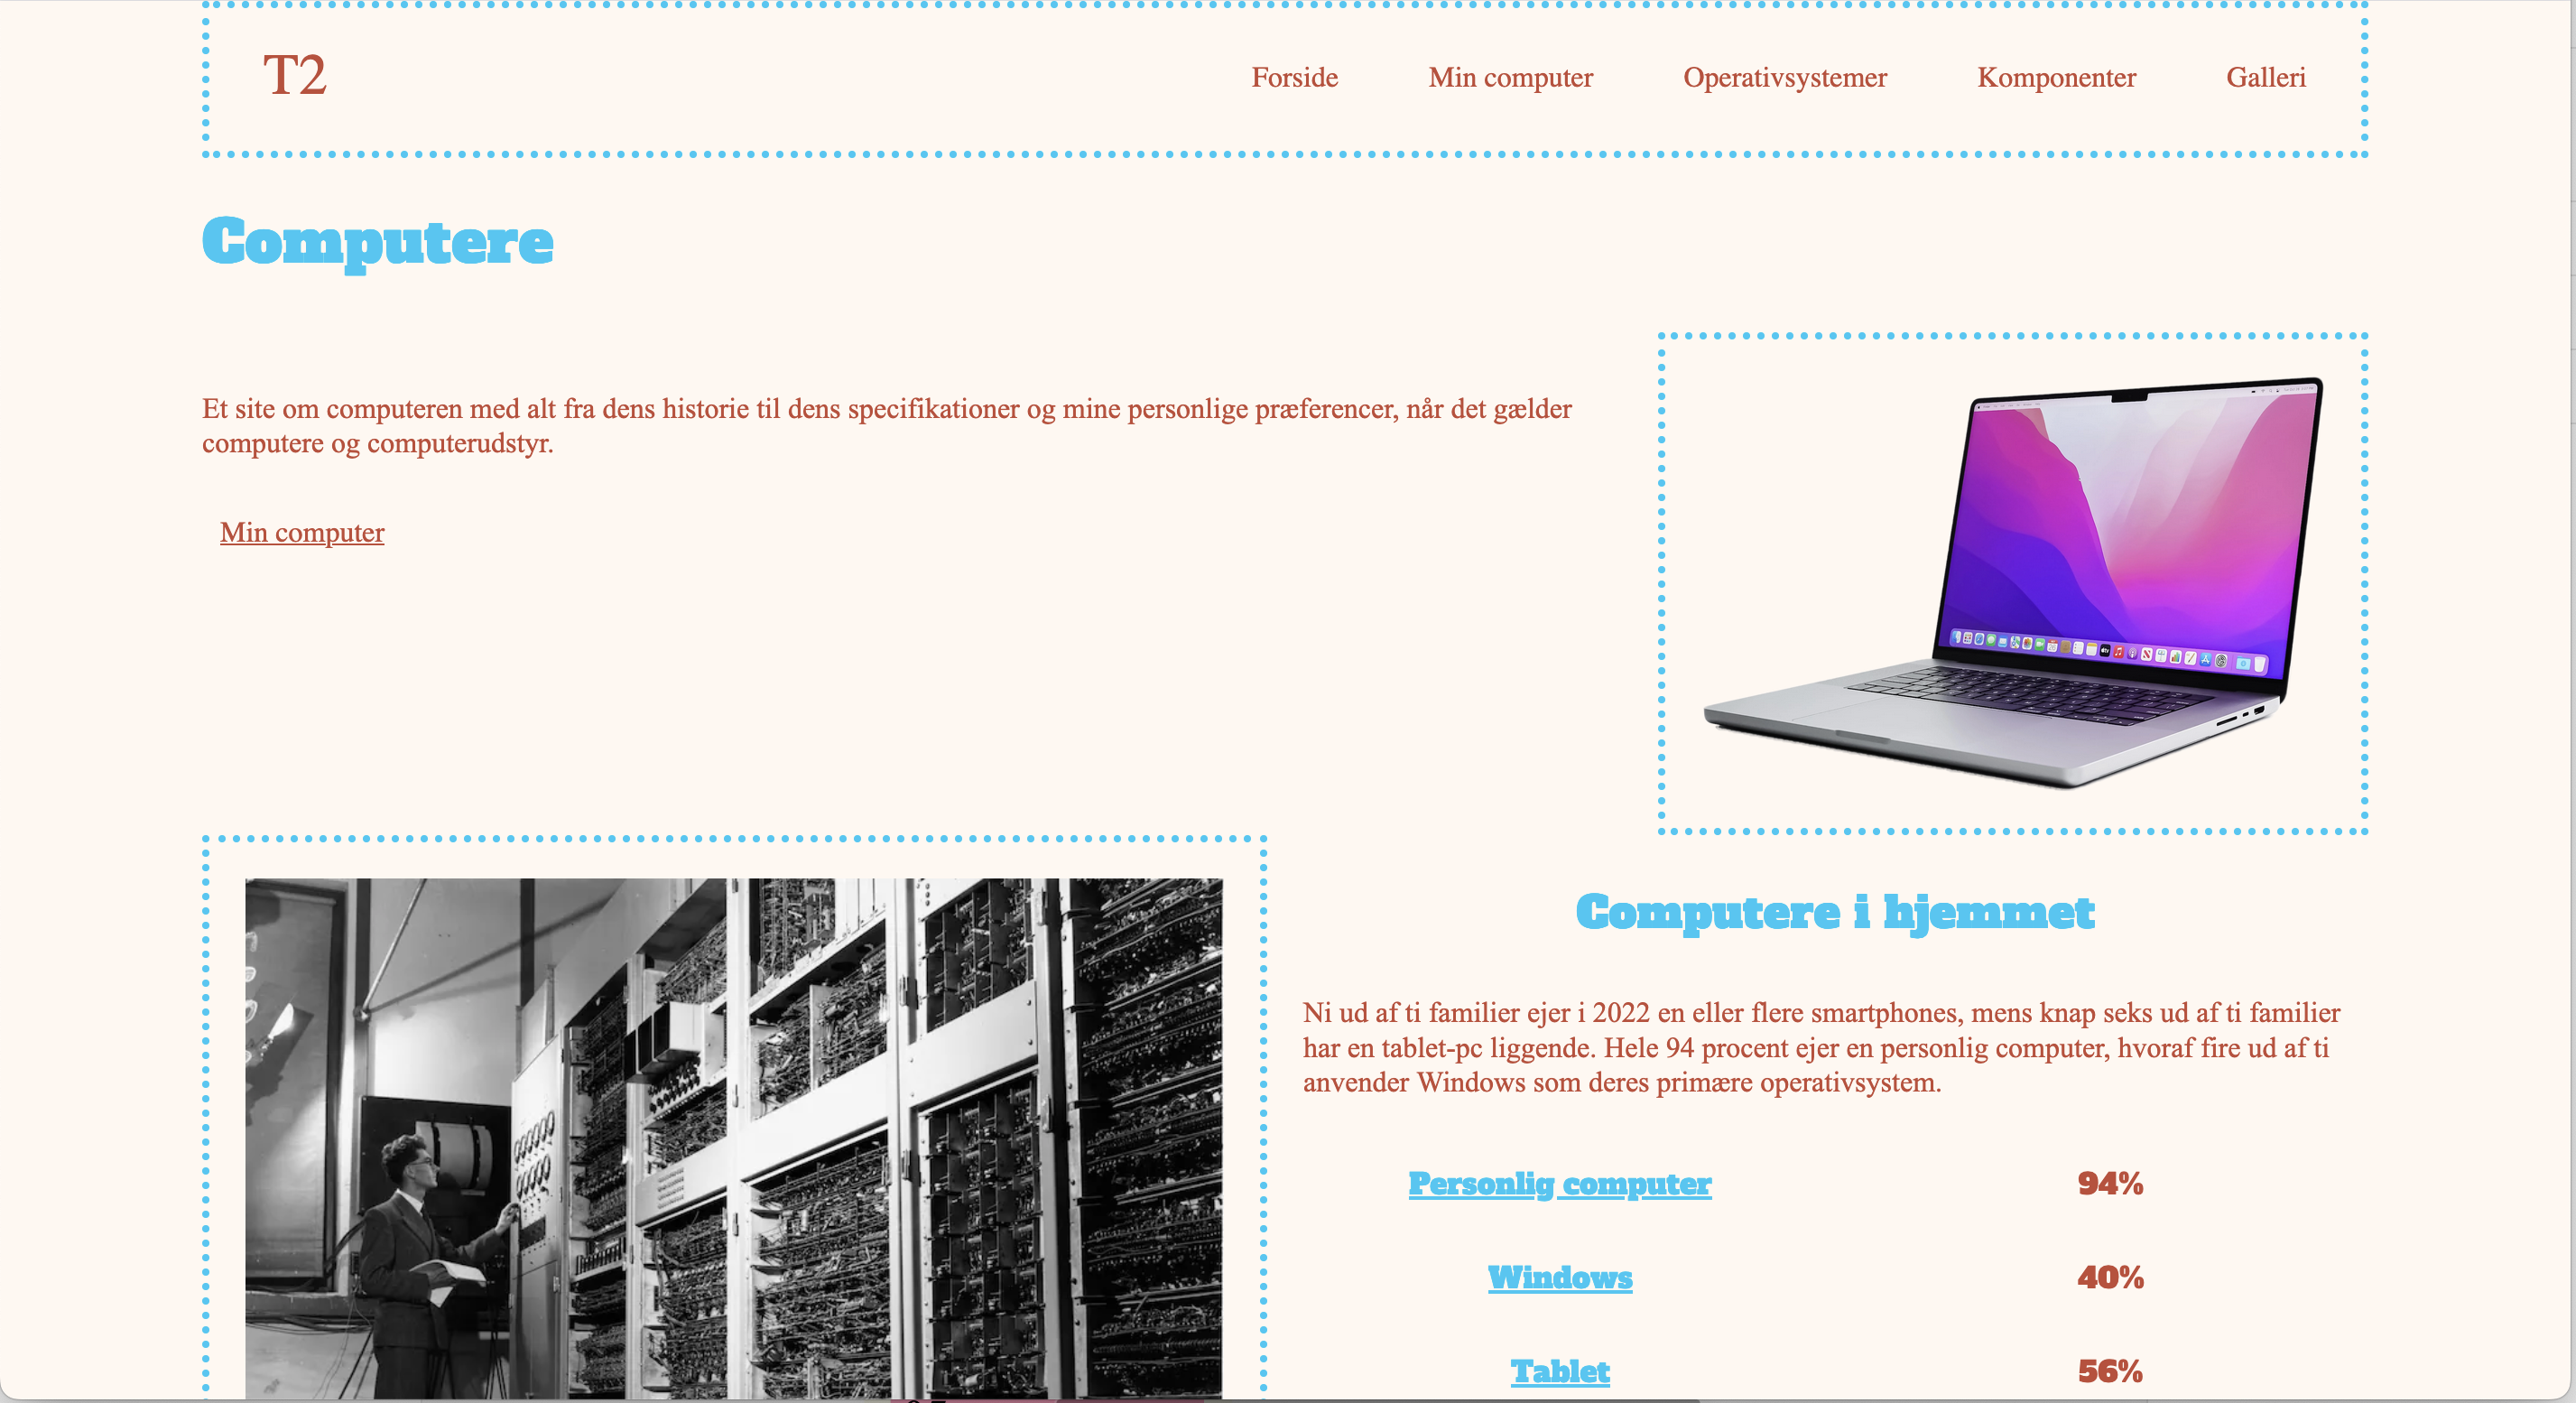 T2
Forside
Min computer
Operativsystemer
Komponenter
Galleri
Computere
Et site om computeren med alt fra dens historie til dens specifikationer og mine personlige præferencer, når det gælder
computere og computerudstyr.
Min computer
Computere i hjemmet
Ni ud af ti familier ejer i 2022 en eller flere smartphones, mens knap seks ud af ti familier
har en tablet-pc liggende. Hele 94 procent ejer en personlig computer, hvoraf fire ud af ti
anvender Windows som deres primære operativsystem.
Personlig computer 94%
Windows 40%
Tablet 56%